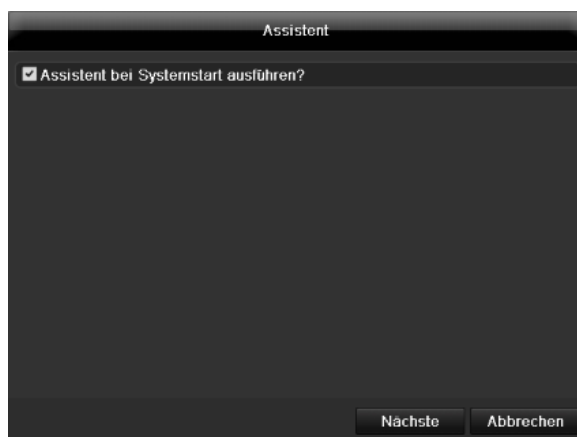 Assistent
Assistent bei Systemstart ausführen?
Nächste
Abbrechen